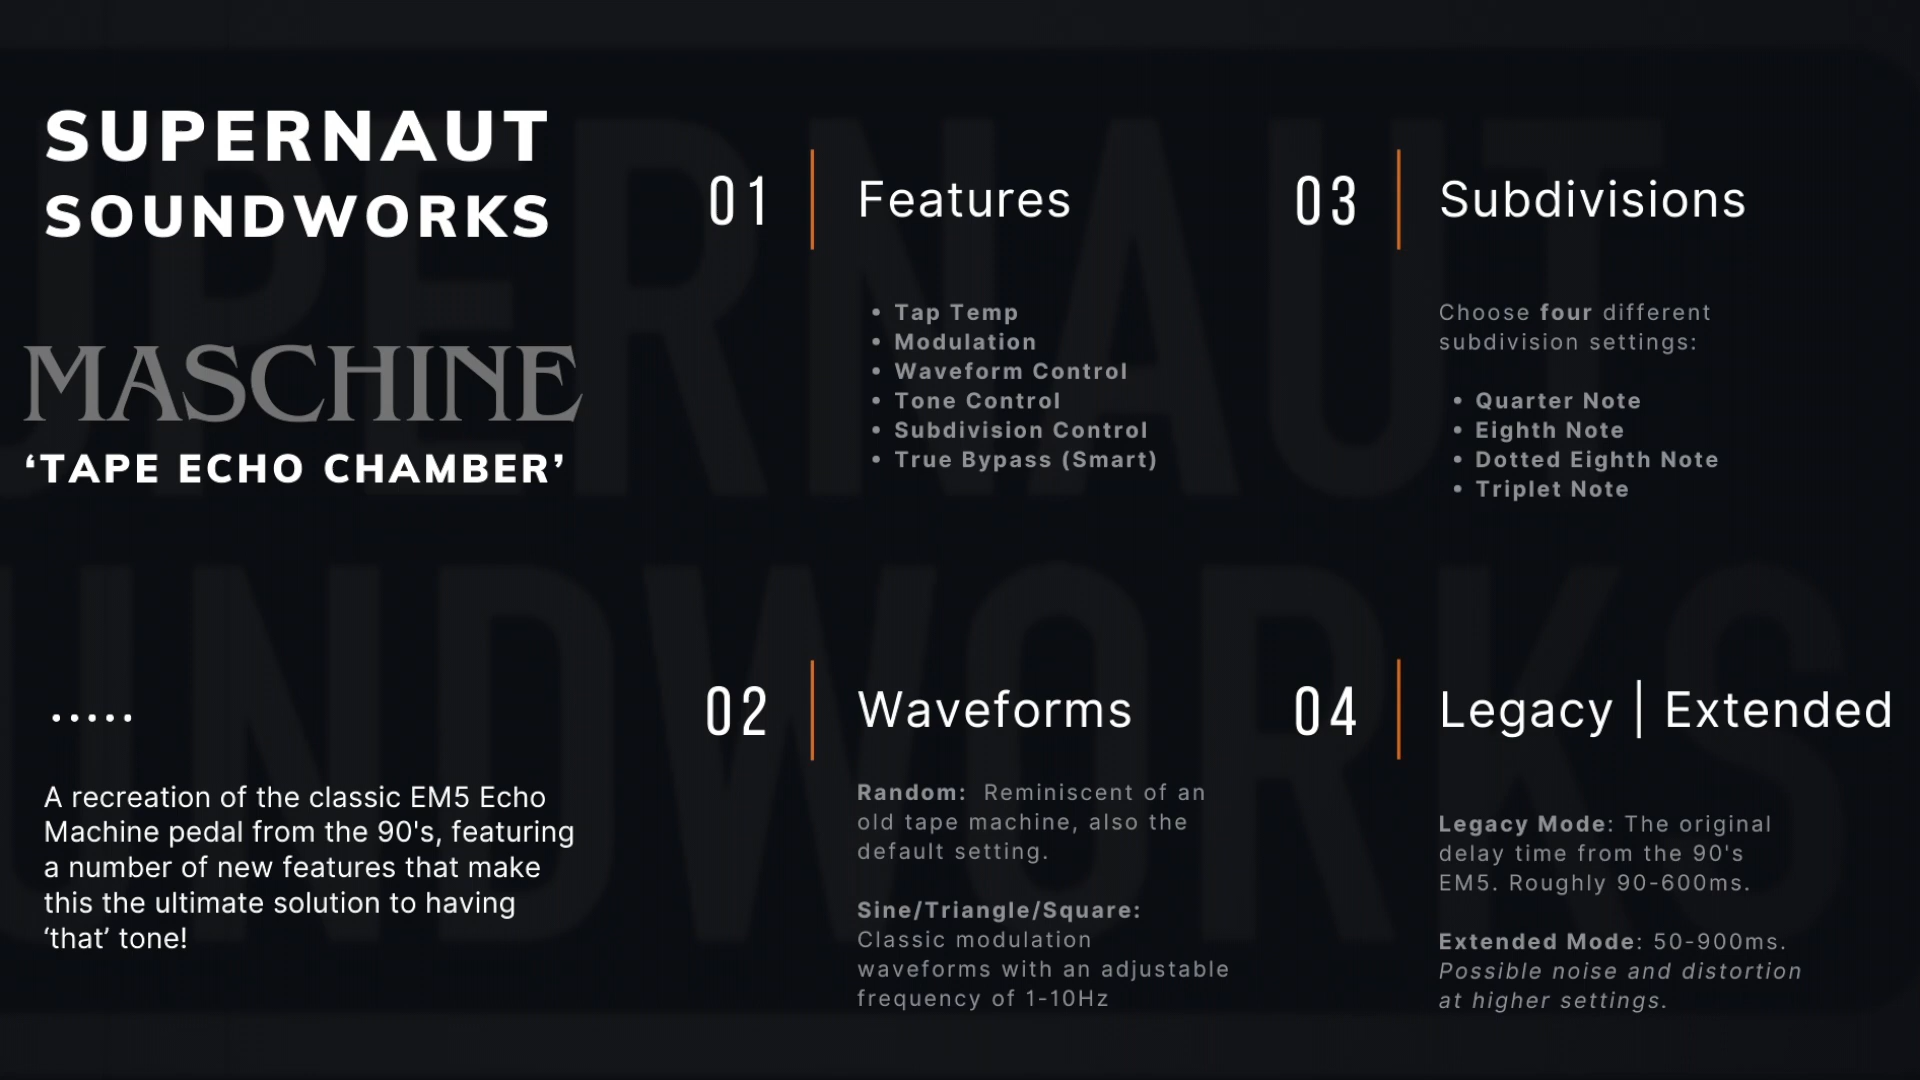 SUPERNAUT
SOUNDWORKS
MASCHINE
‘TAPE ECHO CHAMBER’
.....
A recreation of the classic EM5 Echo
Machine pedal from the 90's, featuring
a number of new features that make
this the ultimate solution to having
‘that’ tone!
01
Features
• Tap Temp
• Modulation
• Waveform Control
• Tone Control
• Subdivision Control
• True Bypass (Smart)
02
Waveforms
Random: Reminiscent of an
old tape machine, also the
default setting.
Sine/Triangle/Square:
Classic modulation
waveforms with an adjustable
frequency of 1-10Hz
03
Subdivisions
Choose four different
subdivision settings:
• Quarter Note
• Eighth Note
• Dotted Eighth Note
• Triplet Note
04
Legacy | Extended
Legacy Mode: The original
delay time from the 90's
EM5. Roughly 90-600ms.
Extended Mode: 50-900ms.
Possible noise and distortion
at higher settings.
UPERNAUT
UNDWORKS